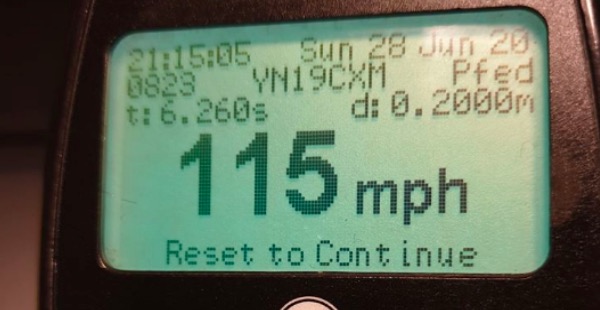 21:15:05 Sun 28 Jun 20
0823 YN19CXM Pfed
t: 6.260s d: 0.2000m
115 mph
Reset to Continue